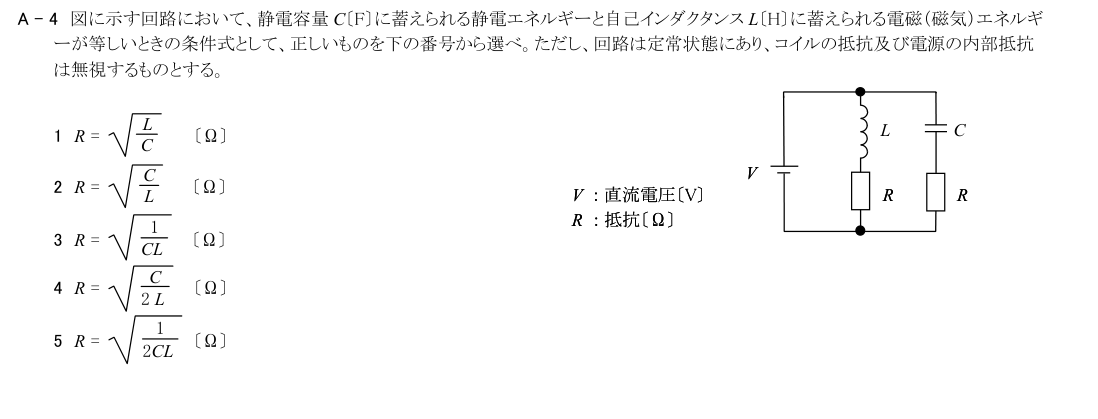 A－4 図に示す回路において、静電容量 C〔F〕に蓄えられる静電エネルギーと自己インダクタンス L〔H〕に蓄えられる電磁（磁気）エネルギ
ーが等しいときの条件式として、正しいものを下の番号から選べ。ただし、回路は定常状態にあり、コイルの抵抗及び電源の内部抵抗
は無視するものとする。
1 R = √(L/C) 〔Ω〕
2 R = √(C/L) 〔Ω〕
3 R = √(1/CL) 〔Ω〕
4 R = √(C/2L) 〔Ω〕
5 R = √(1/2CL) 〔Ω〕
V：直流電圧〔V〕
R：抵抗〔Ω〕
L
C
V
R
R